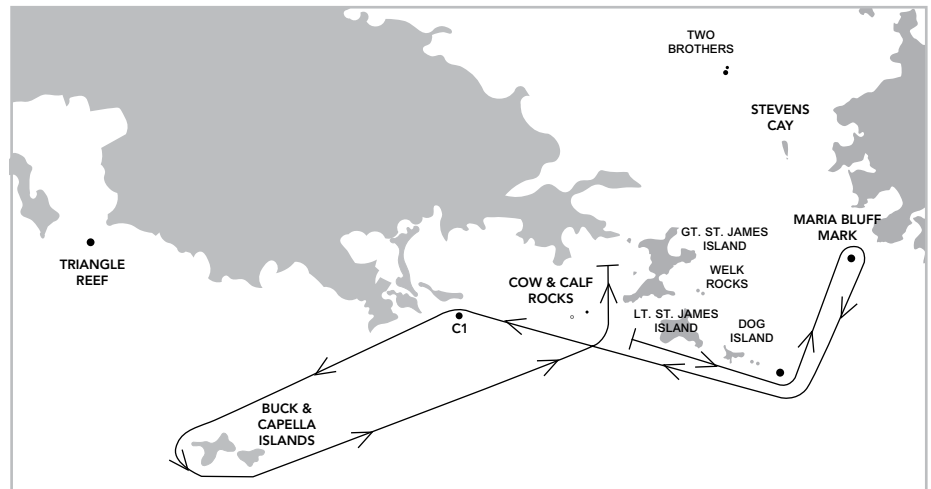 TWO
BROTHERS
STEVENS
CAY
MARIA BLUFF
MARK
GT. ST. JAMES
ISLAND
TRIANGLE
REEF
WELK
ROCKS
COW & CALF
ROCKS
LT. ST. JAMES
ISLAND
DOG
ISLAND
C1
BUCK &
CAPELLA
ISLANDS